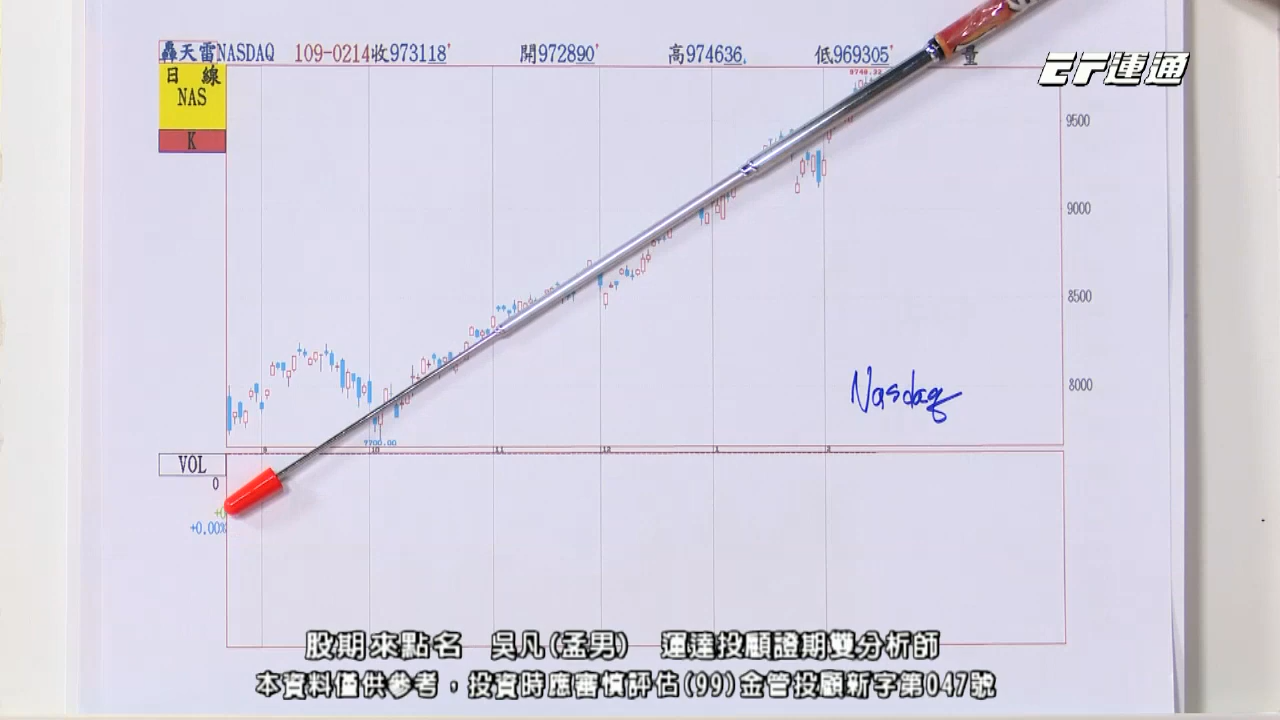 轟天雷NASDAQ 109-0214收973118' 開972890' 高974636. 低969305' 量
EF運通
日 線
NAS
K
9748.32
9500
9000
8500
8000
Nasdaq
7700.00
9 10 11 12 1 2
VOL
0
+0
+0.00%
股期來點名 吳凡(孟男) 運達投顧證期雙分析師
本資料僅供參考，投資時應審慎評估(99)金管投顧新字第047號